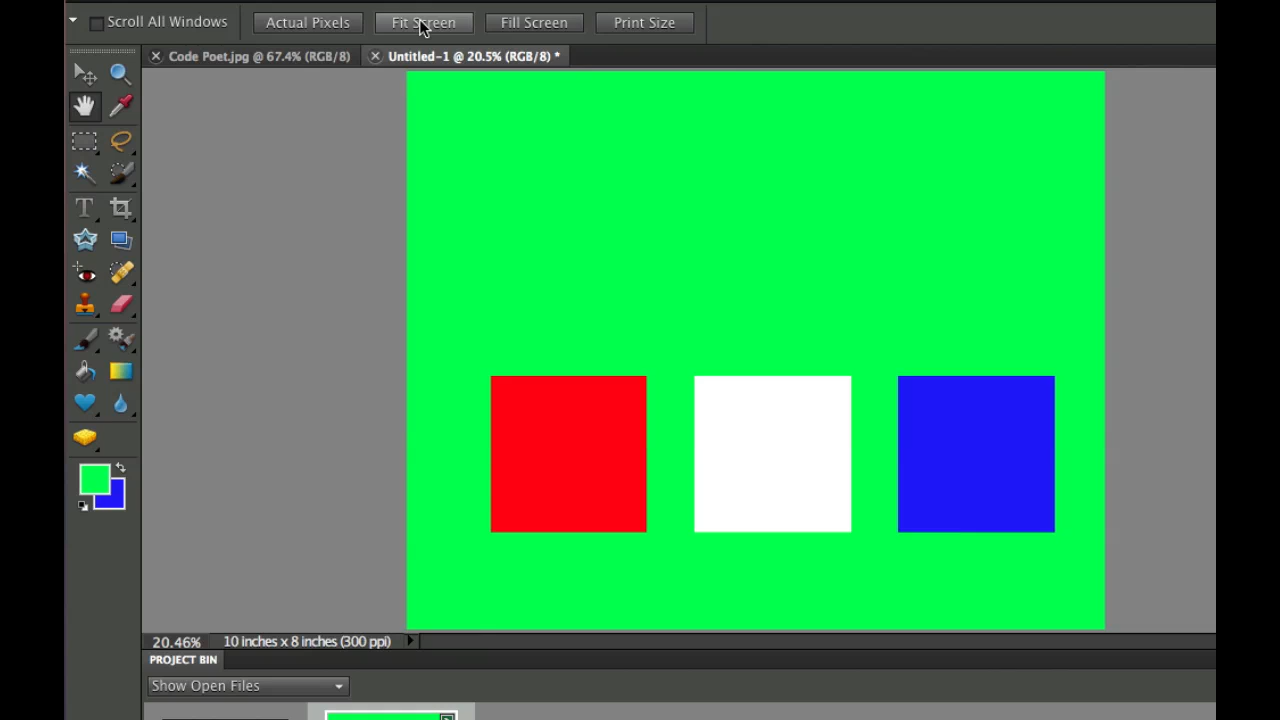 Scroll All Windows Actual Pixels Fit Screen Fill Screen Print Size
Code Poet.jpg @ 67.4% (RGB/8) Untitled-1 @ 20.5% (RGB/8) *
T
20.46% 10 inches x 8 inches (300 ppi)
PROJECT BIN
Show Open Files